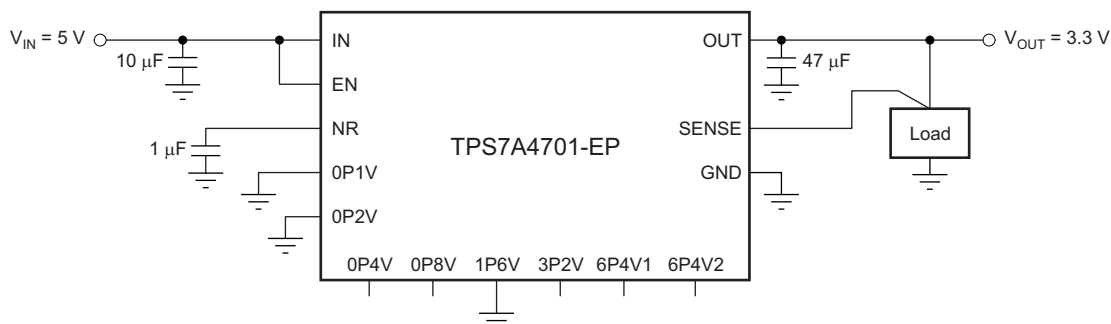 V_IN = 5 V
10 μF
1 μF
IN
EN
NR
0P1V
0P2V
TPS7A4701-EP
OUT
SENSE
GND
0P4V 0P8V 1P6V 3P2V 6P4V1 6P4V2
47 μF
V_OUT = 3.3 V
Load